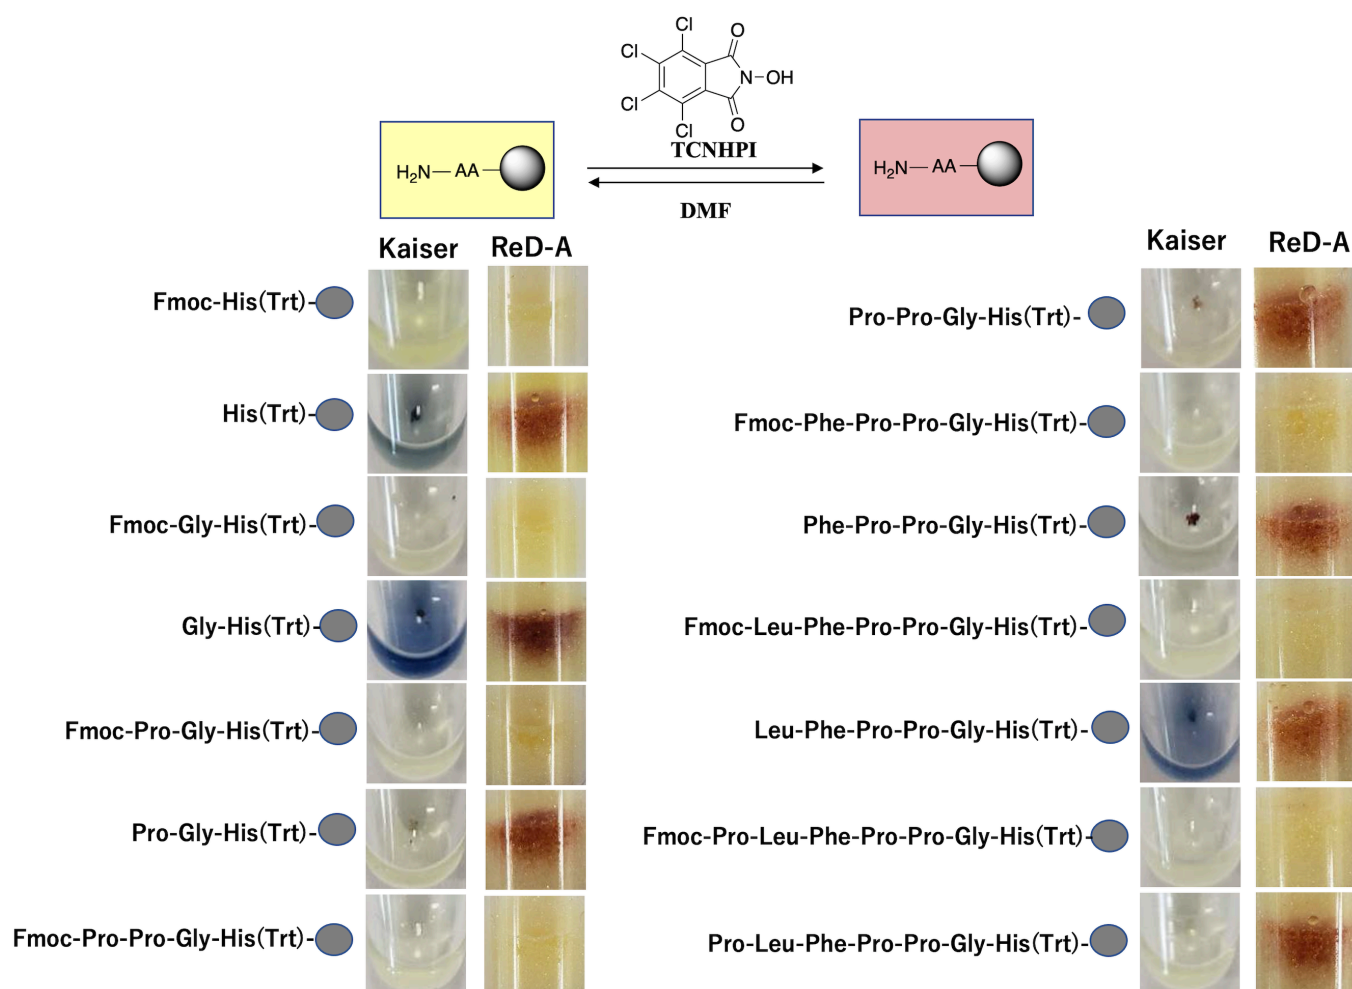 Cl
O
Cl
N
OH
Cl
O
Cl
TCNHPI
H2N AA
H2N AA
DMF
Kaiser ReD-A
Fmoc-His(Trt)-
His(Trt)-
Fmoc-Gly-His(Trt)-
Gly-His(Trt)-
Fmoc-Pro-Gly-His(Trt)-
Pro-Gly-His(Trt)-
Fmoc-Pro-Pro-Gly-His(Trt)-
Kaiser ReD-A
Pro-Pro-Gly-His(Trt)-
Fmoc-Phe-Pro-Pro-Gly-His(Trt)-
Phe-Pro-Pro-Gly-His(Trt)-
Fmoc-Leu-Phe-Pro-Pro-Gly-His(Trt)-
Leu-Phe-Pro-Pro-Gly-His(Trt)-
Fmoc-Pro-Leu-Phe-Pro-Pro-Gly-His(Trt)-
Pro-Leu-Phe-Pro-Pro-Gly-His(Trt)-